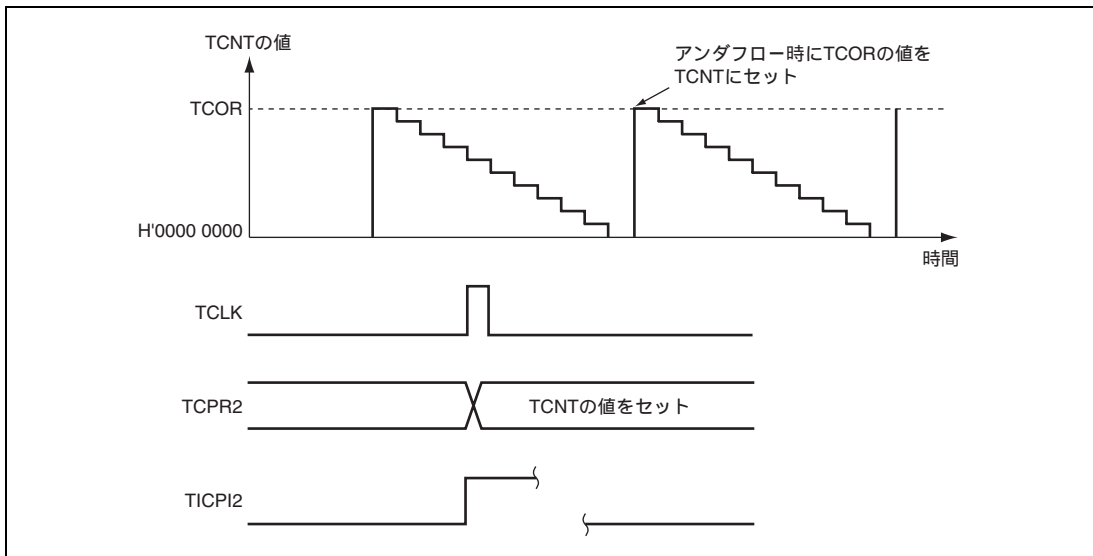 TCNTの値
アンダフロー時にTCORの値を
TCNTにセット
TCOR
H'0000 0000
時間
TCLK
TCPR2
TCNTの値をセット
TICPI2